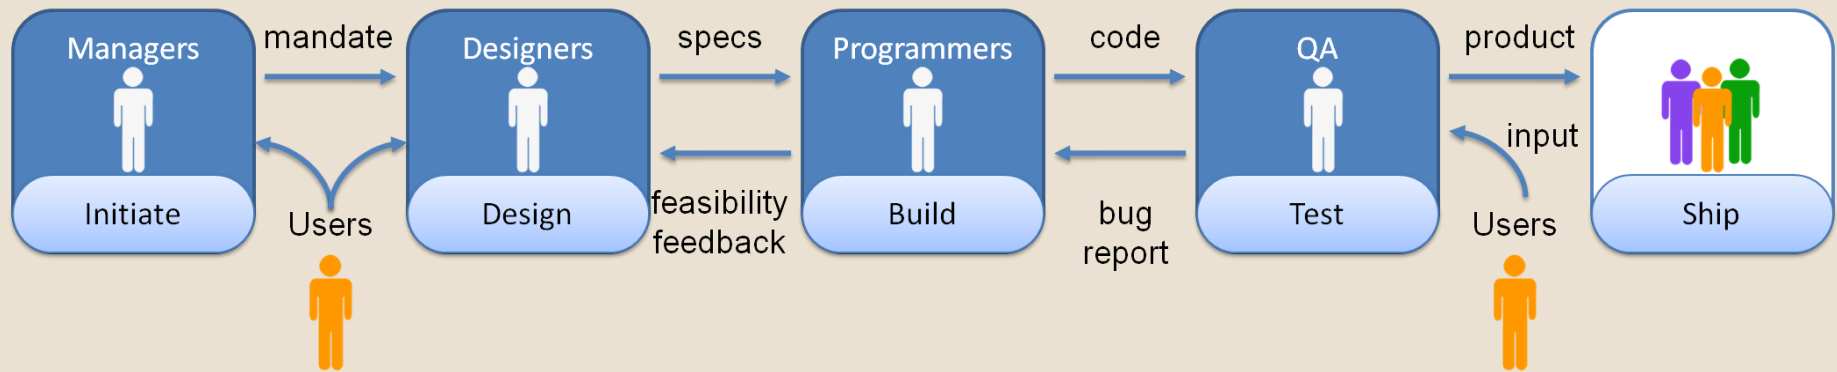 Managers
mandate
Designers
specs
Programmers
code
QA
product
input
Initiate
Users
Design
feasibility
feedback
Build
bug
report
Test
Users
Ship